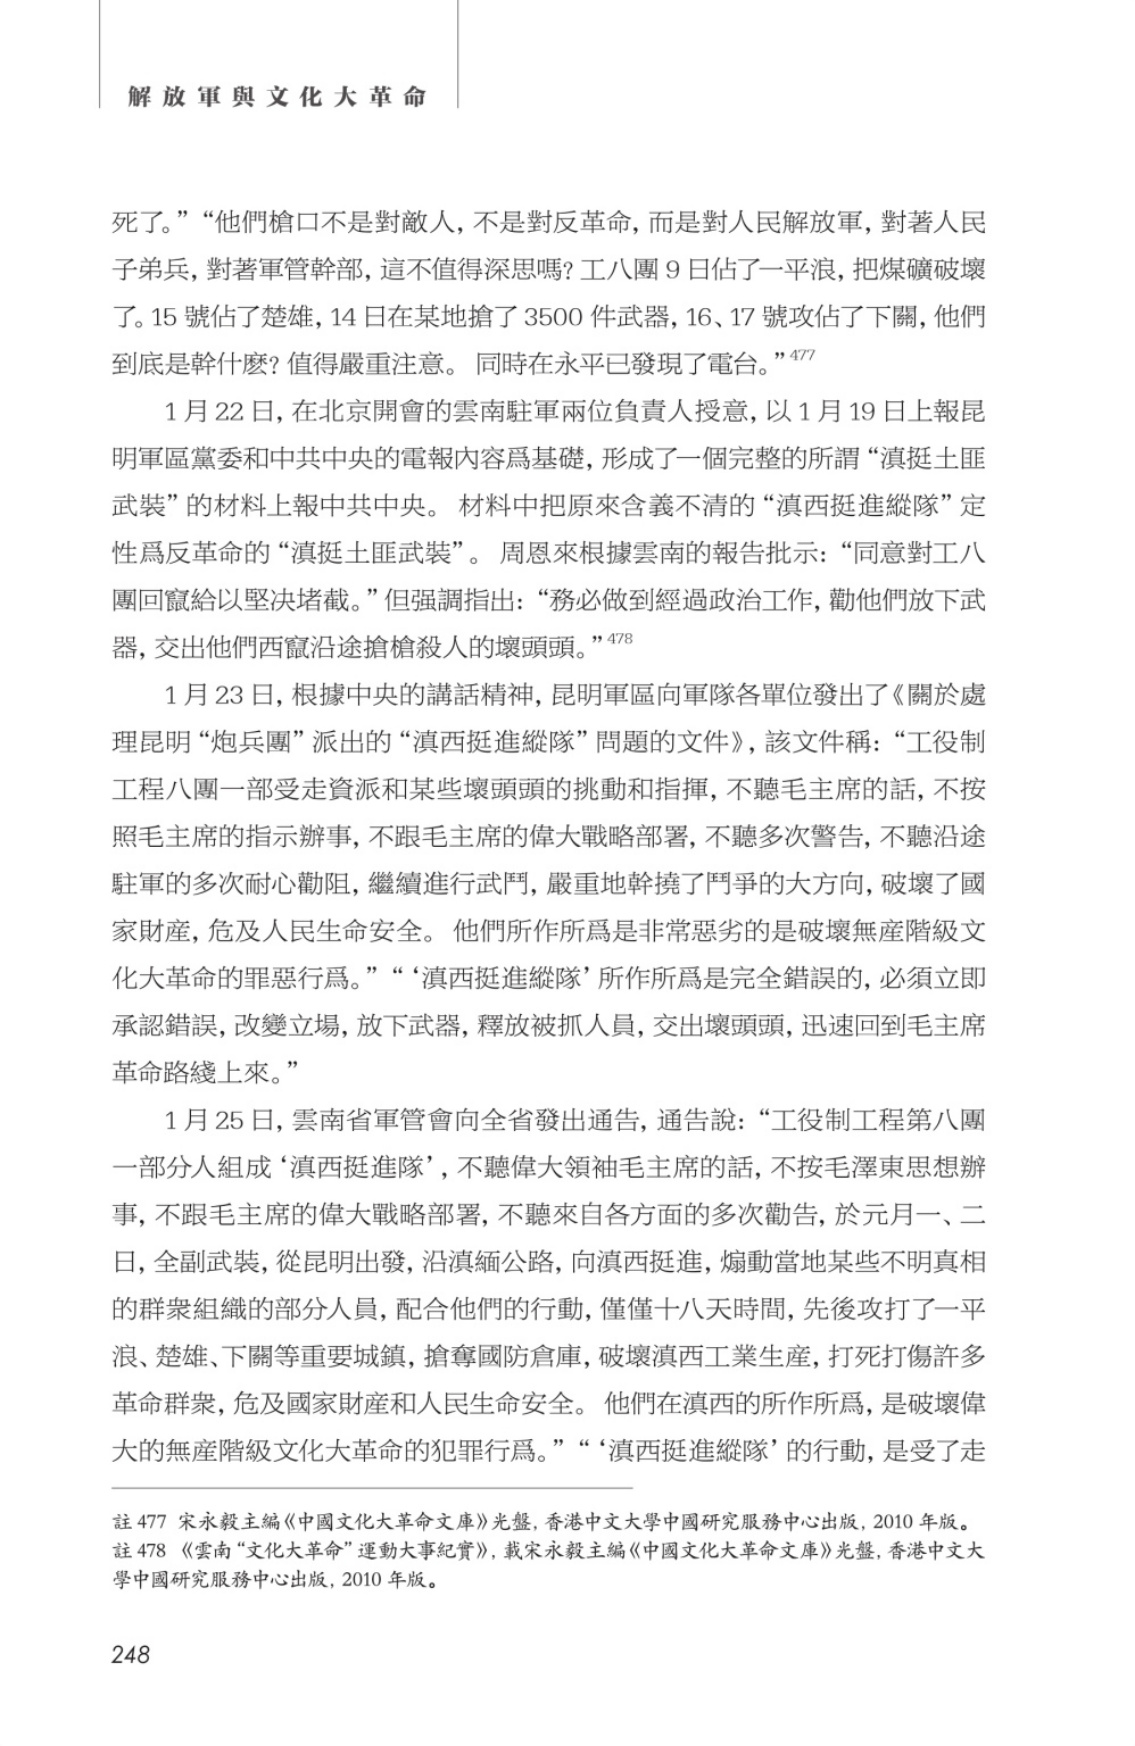 解放軍與文化大革命
死了。”“他們槍口不是對敵人，不是對反革命，而是對人民解放軍，對著人民
子弟兵，對著軍管幹部，這不值得深思嗎？工八團 9 日佔了一平浪，把煤礦破壞
了。15 號佔了楚雄，14 日在某地搶了 3500 件武器，16、17 號攻佔了下關，他們
到底是幹什麽？值得嚴重注意。 同時在永平已發現了電台。”477
1 月 22 日，在北京開會的雲南駐軍兩位負責人授意，以 1 月 19 日上報昆
明軍區黨委和中共中央的電報內容爲基礎，形成了一個完整的所謂“滇挺土匪
武裝”的材料上報中共中央。 材料中把原來含義不清的“滇西挺進縱隊”定
性爲反革命的“滇挺土匪武裝”。 周恩來根據雲南的報告批示：“同意對工八
團回竄給以堅決堵截。”但强調指出：“務必做到經過政治工作，勸他們放下武
器，交出他們西竄沿途搶槍殺人的壞頭頭。”478
1 月 23 日，根據中央的講話精神，昆明軍區向軍隊各單位發出了《關於處
理昆明“炮兵團”派出的“滇西挺進縱隊”問題的文件》，該文件稱：“工役制
工程八團一部受走資派和某些壞頭頭的挑動和指揮，不聽毛主席的話，不按
照毛主席的指示辦事，不跟毛主席的偉大戰略部署，不聽多次警告，不聽沿途
駐軍的多次耐心勸阻，繼續進行武鬥，嚴重地幹撓了鬥爭的大方向，破壞了國
家財産，危及人民生命安全。 他們所作所爲是非常惡劣的是破壞無産階級文
化大革命的罪惡行爲。”“‘滇西挺進縱隊’所作所爲是完全錯誤的，必須立即
承認錯誤，改變立場，放下武器，釋放被抓人員，交出壞頭頭，迅速回到毛主席
革命路綫上來。”
1 月 25 日，雲南省軍管會向全省發出通告，通告說：“工役制工程第八團
一部分人組成‘滇西挺進隊’，不聽偉大領袖毛主席的話，不按毛澤東思想辦
事，不跟毛主席的偉大戰略部署，不聽來自各方面的多次勸告，於元月一、二
日，全副武裝，從昆明出發，沿滇緬公路，向滇西挺進，煽動當地某些不明真相
的群衆組織的部分人員，配合他們的行動，僅僅十八天時間，先後攻打了一平
浪、楚雄、下關等重要城鎮，搶奪國防倉庫，破壞滇西工業生産，打死打傷許多
革命群衆，危及國家財産和人民生命安全。 他們在滇西的所作所爲，是破壞偉
大的無産階級文化大革命的犯罪行爲。”“‘滇西挺進縱隊’的行動，是受了走
註 477 宋永毅主編《中國文化大革命文庫》光盤，香港中文大學中國研究服務中心出版，2010 年版。
註 478 《雲南“文化大革命”運動大事紀實》，載宋永毅主編《中國文化大革命文庫》光盤，香港中文大
學中國研究服務中心出版，2010 年版。
248